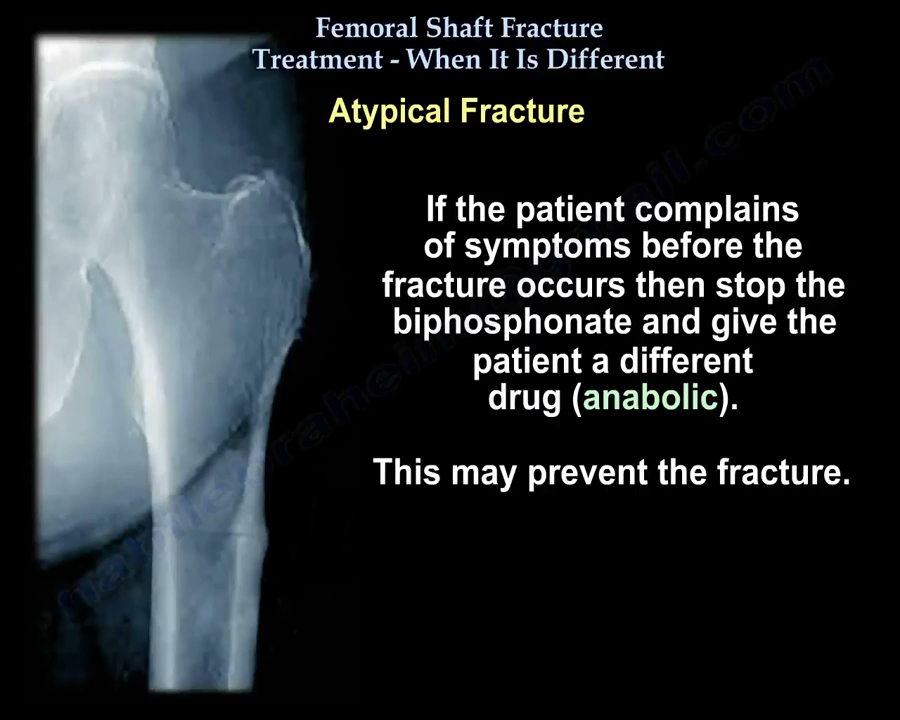 Femoral Shaft Fracture
Treatment - When It Is Different
Atypical Fracture
If the patient complains
of symptoms before the
fracture occurs then stop the
biphosphonate and give the
patient a different
drug (anabolic).
This may prevent the fracture.